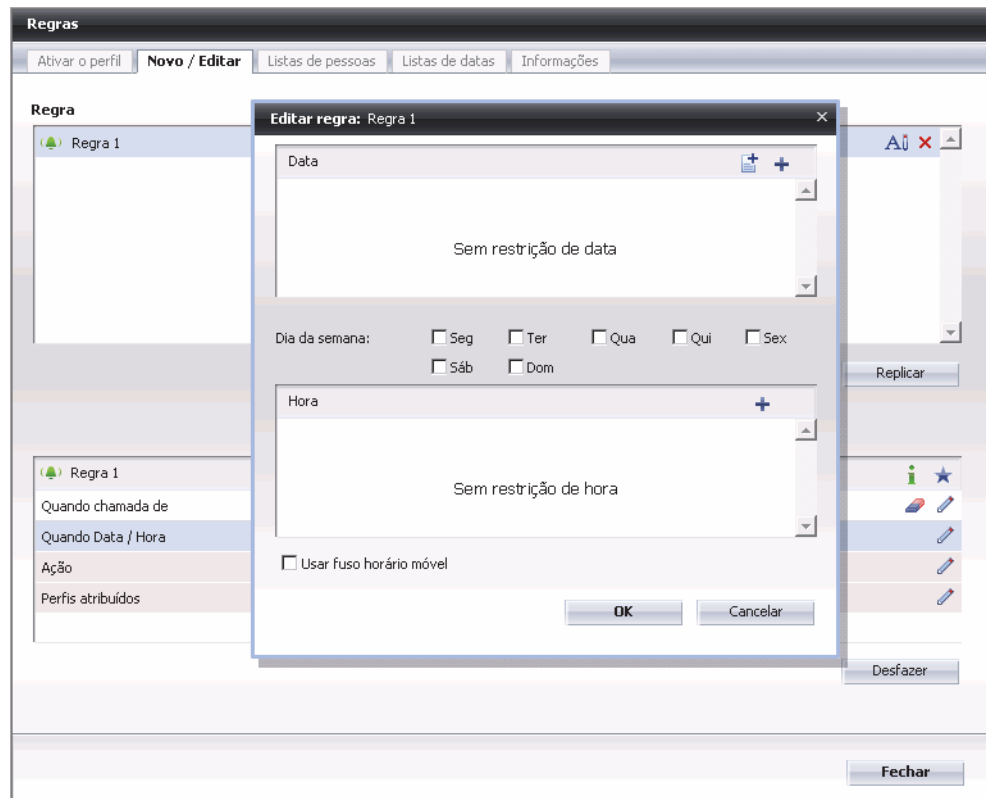 Regras
Ativar o perfil Novo / Editar Listas de pessoas Listas de datas Informações
Regra
Regra 1
Editar regra: Regra 1
Data
Sem restrição de data
Dia da semana: Seg Ter Qua Qui Sex
Sáb Dom
Replicar
Hora
Sem restrição de hora
Regra 1
Quando chamada de
Quando Data / Hora
Ação
Perfis atribuídos
Usar fuso horário móvel
OK Cancelar
Desfazer
Fechar